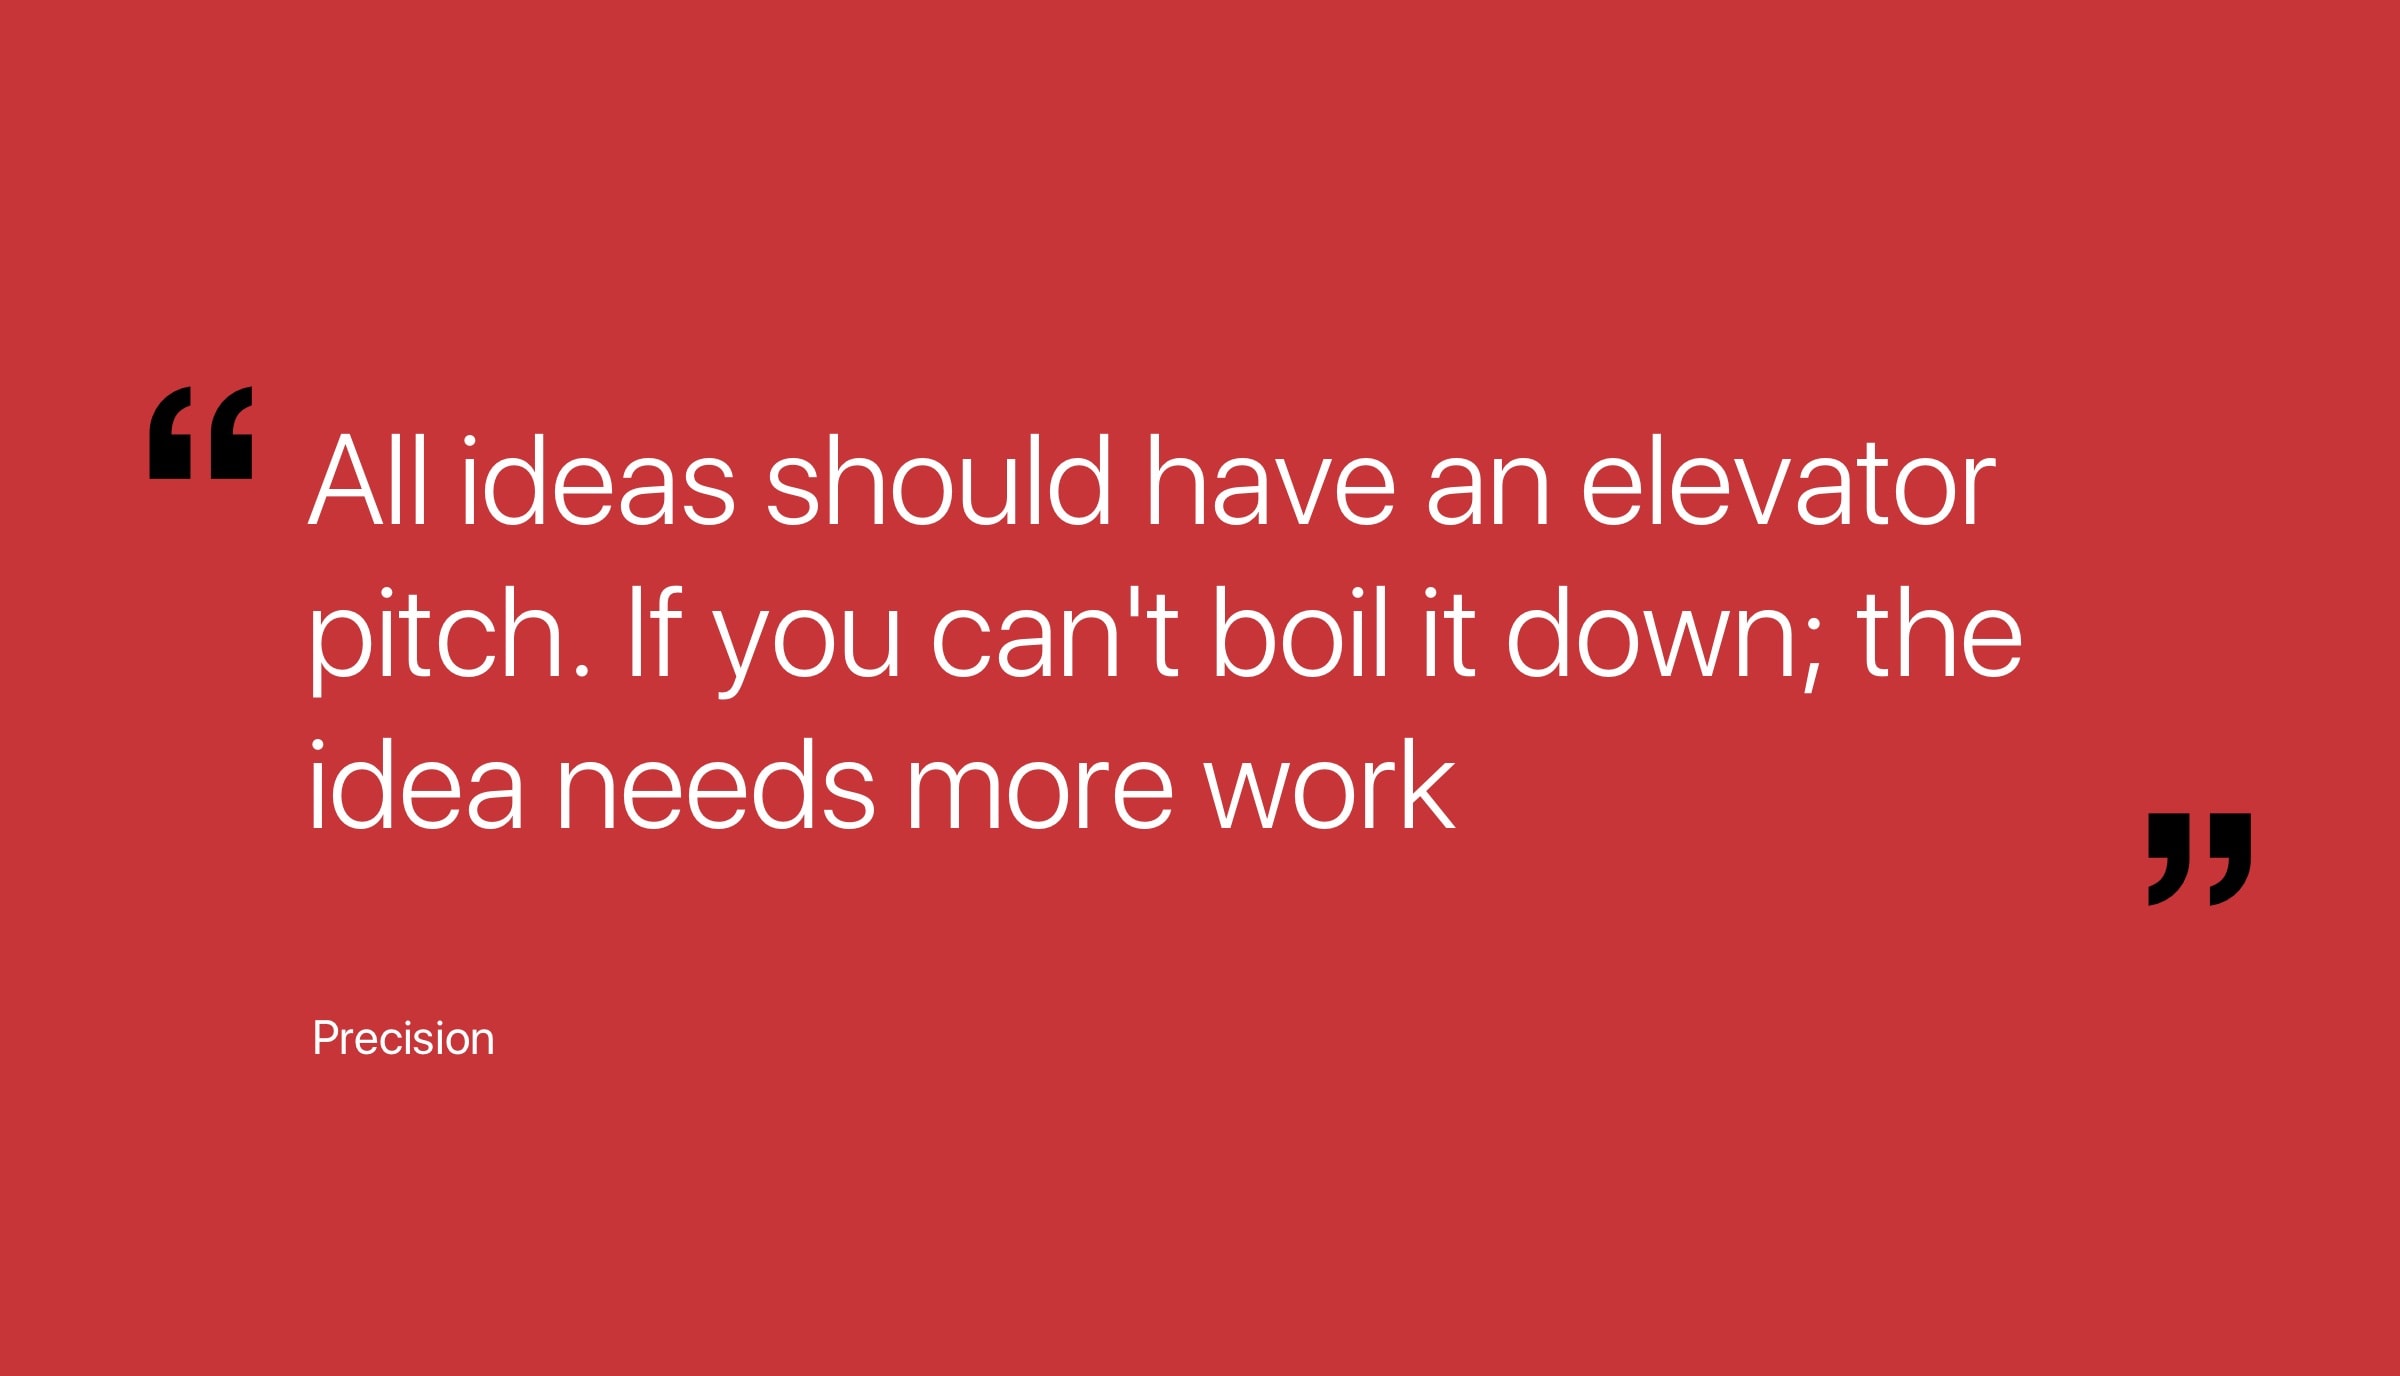 “All ideas should have an elevator
pitch. If you can't boil it down; the
idea needs more work”
Precision